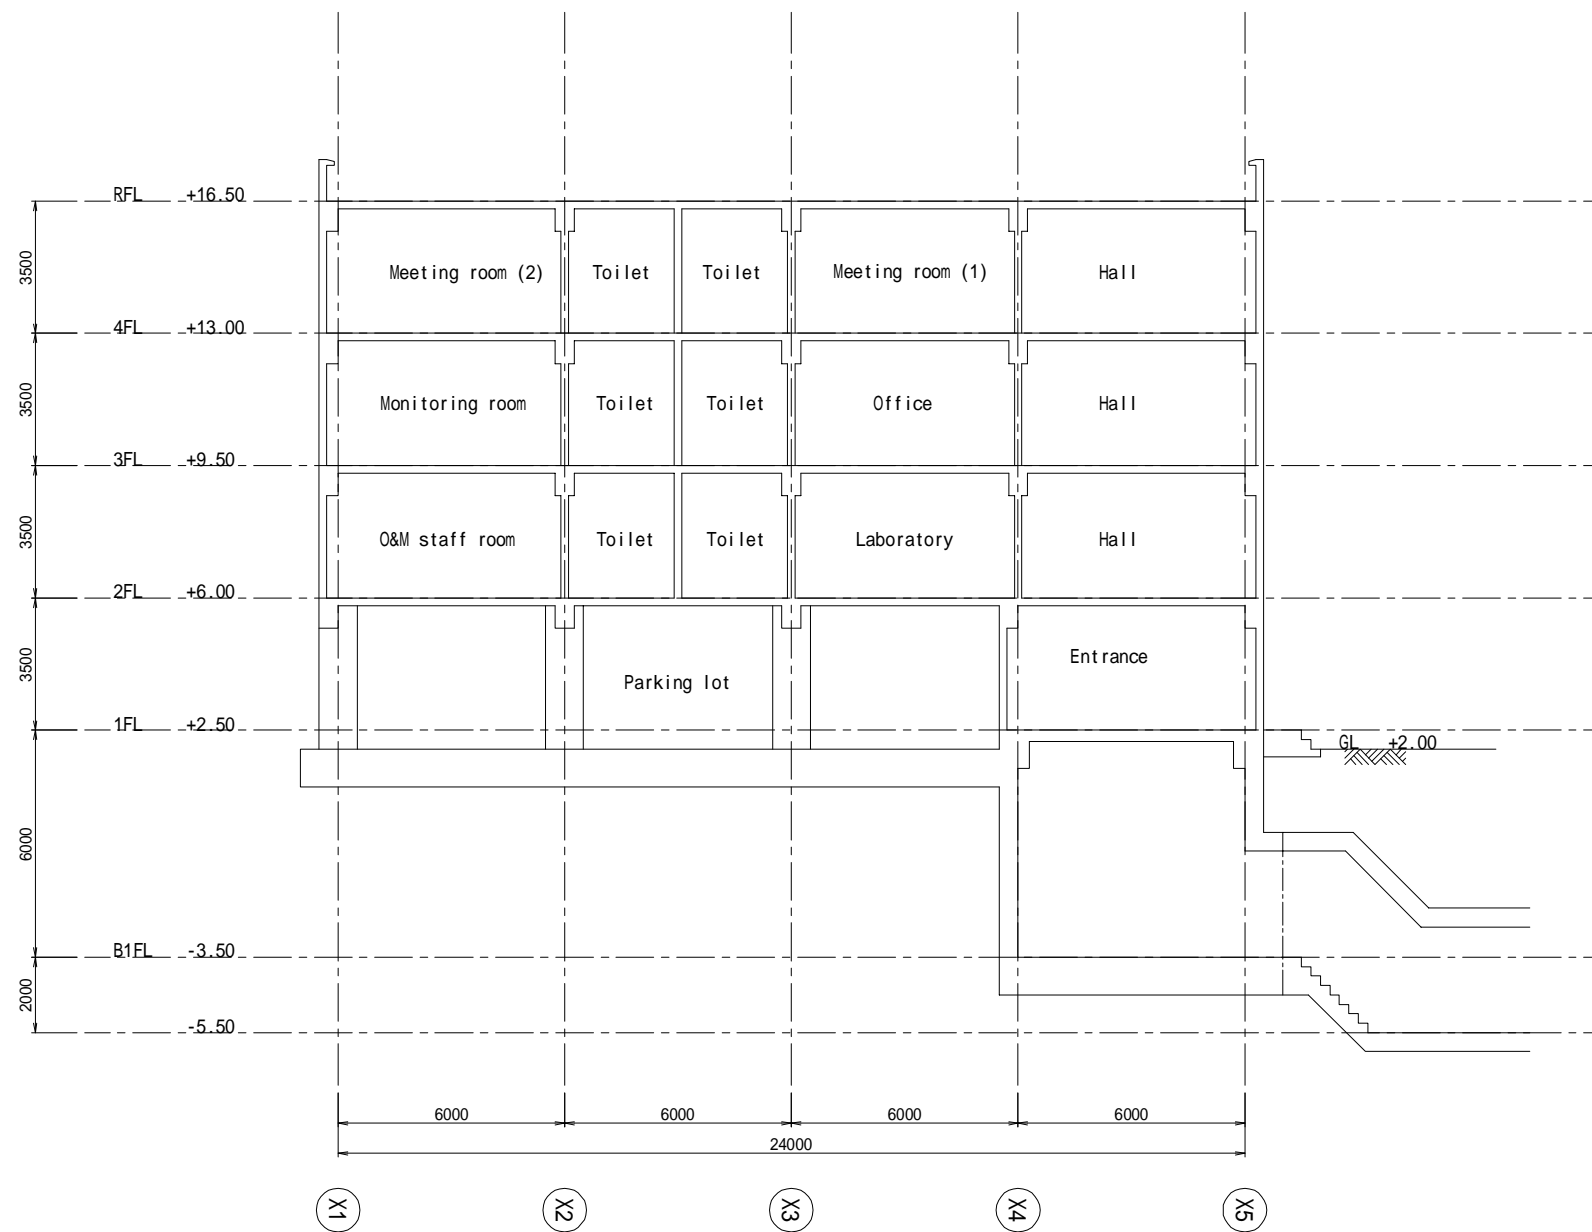 RFL +16.50
3500
Meeting room (2) Toilet Toilet Meeting room (1) Hall
4FL +13.00
3500
Monitoring room Toilet Toilet Office Hall
3FL +9.50
3500
O&M staff room Toilet Toilet Laboratory Hall
2FL +6.00
3500
Parking lot Entrance
1FL +2.50
GL +2.00
6000
B1FL -3.50
2000
-5.50
6000 6000 6000 6000
24000
X1 X2 X3 X4 X5